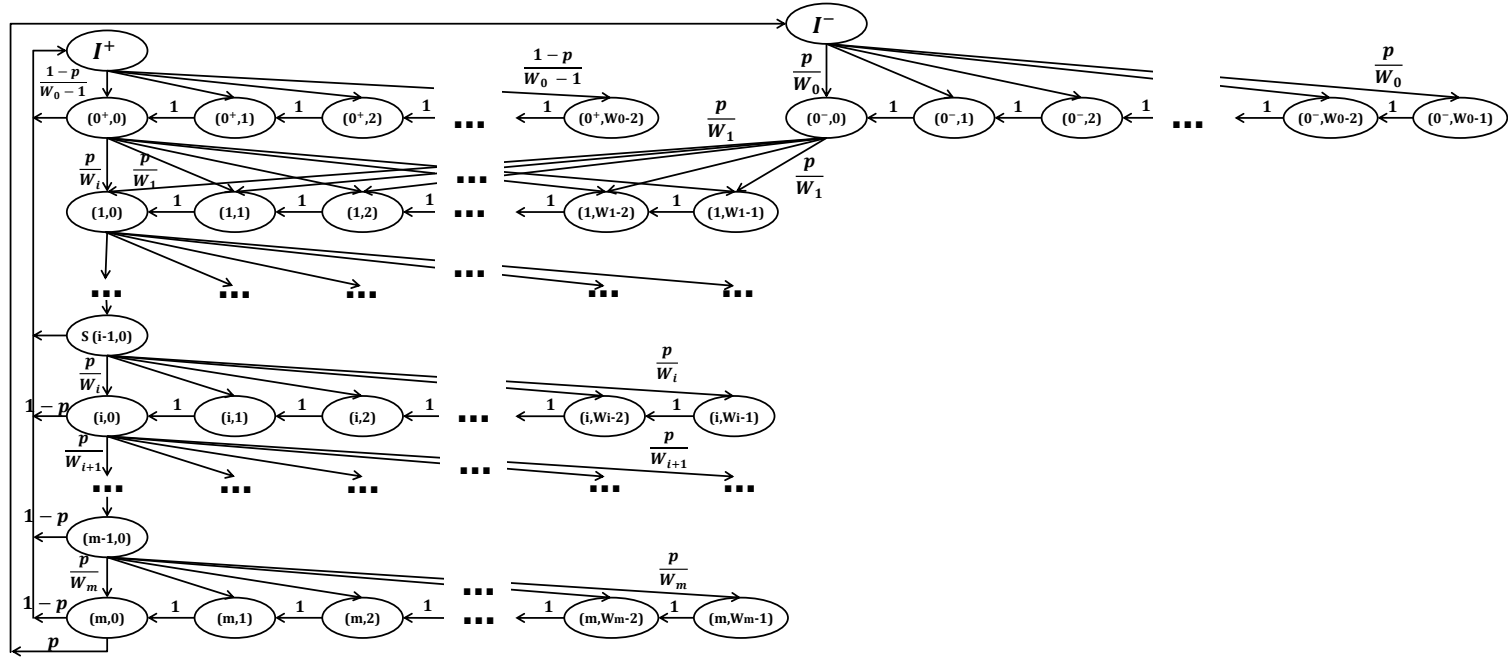 I⁻
I⁺
1−p / W₀−1
1−p / W₀−1
p / W₀
p / W₀
(0⁺,0) 1 (0⁺,1) 1 (0⁺,2) 1 ... 1 (0⁺,W₀-2)
(0⁻,0) 1 (0⁻,1) 1 (0⁻,2) 1 ... 1 (0⁻,W₀-2) 1 (0⁻,W₀-1)
p / W₁
p / Wᵢ
p / W₁
...
p / W₁
(1,0) 1 (1,1) 1 (1,2) 1 ... 1 (1,W₁-2) 1 (1,W₁-1)
...
... ... ... ... ...
S (i-1,0)
p / Wᵢ
p / Wᵢ
1−p (i,0) 1 (i,1) 1 (i,2) 1 ... 1 (i,Wi-2) 1 (i,Wi-1)
p / Wᵢ₊₁
...
p / Wᵢ₊₁
... ... ... ... ...
1−p
(m-1,0)
p / Wₘ
...
p / Wₘ
1−p (m,0) 1 (m,1) 1 (m,2) 1 ... 1 (m,Wm-2) 1 (m,Wm-1)
p